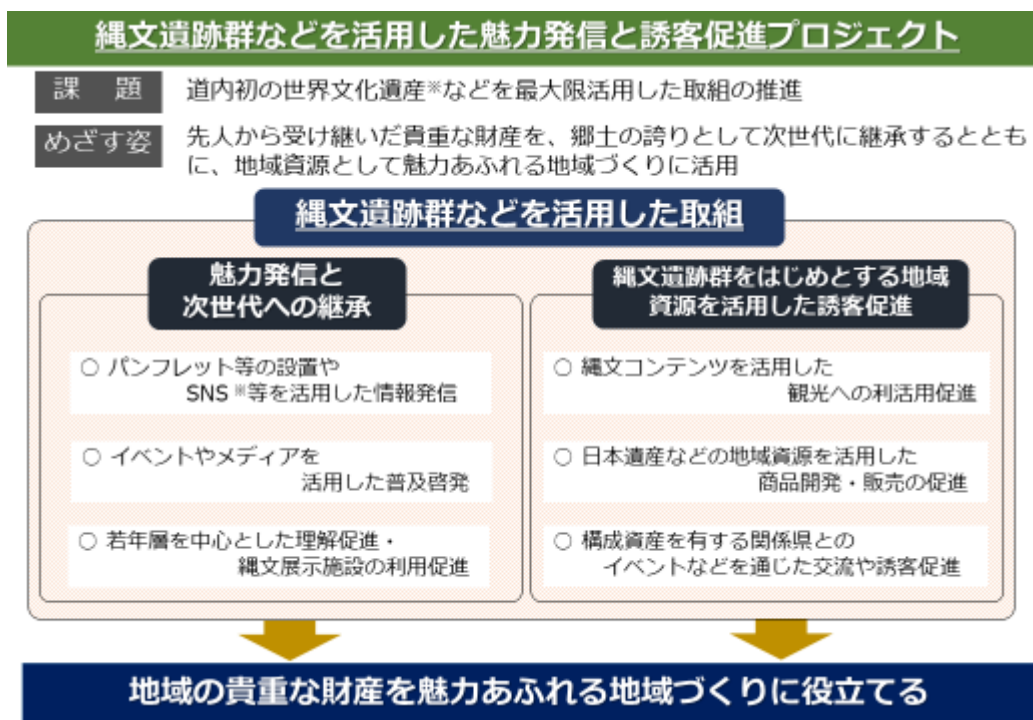 縄文遺跡群などを活用した魅力発信と誘客促進プロジェクト
課 題
道内初の世界文化遺産※などを最大限活用した取組の推進
めざす姿
先人から受け継いだ貴重な財産を、郷土の誇りとして次世代に継承するととも
に、地域資源として魅力あふれる地域づくりに活用
縄文遺跡群などを活用した取組
魅力発信と
次世代への継承
○ パンフレット等の設置や
SNS※等を活用した情報発信
○ イベントやメディアを
活用した普及啓発
○ 若年層を中心とした理解促進・
縄文展示施設の利用促進
縄文遺跡群をはじめとする地域
資源を活用した誘客促進
○ 縄文コンテンツを活用した
観光への利活用促進
○ 日本遺産などの地域資源を活用した
商品開発・販売の促進
○ 構成資産を有する関係県との
イベントなどを通じた交流や誘客促進
地域の貴重な財産を魅力あふれる地域づくりに役立てる